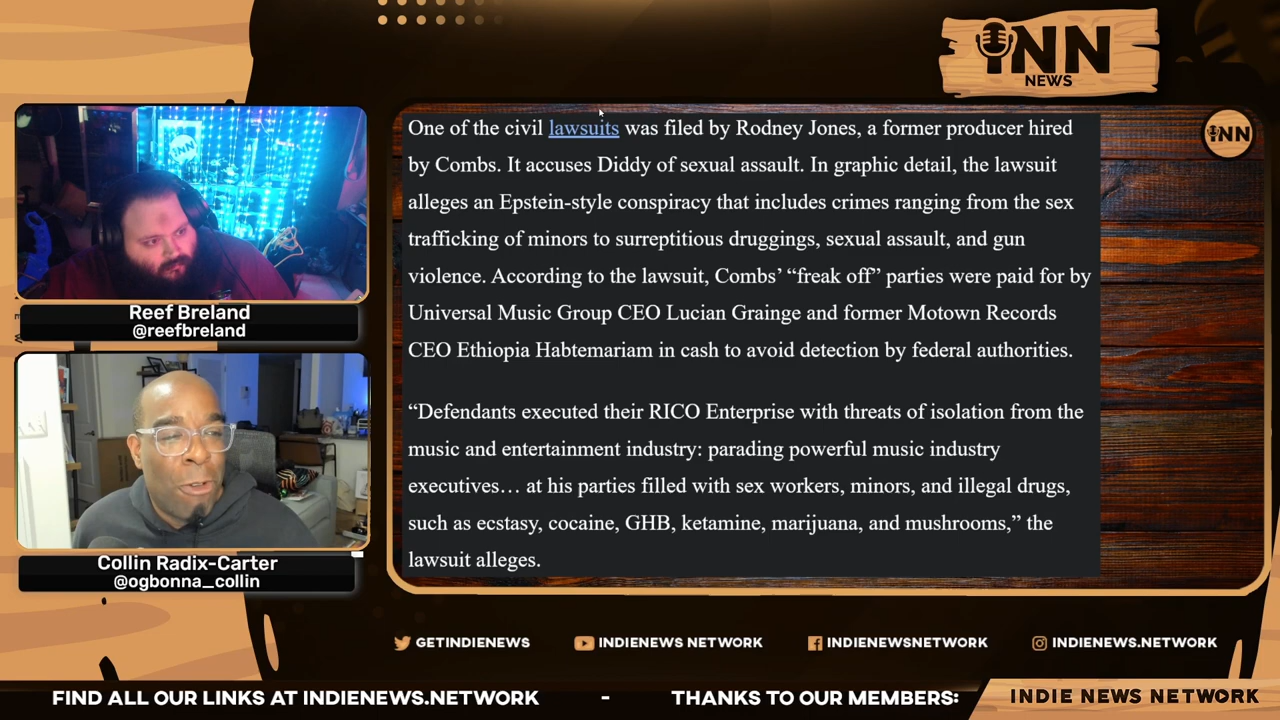 INN
NEWS
INN
One of the civil lawsuits was filed by Rodney Jones, a former producer hired
by Combs. It accuses Diddy of sexual assault. In graphic detail, the lawsuit
alleges an Epstein-style conspiracy that includes crimes ranging from the sex
trafficking of minors to surreptitious druggings, sexual assault, and gun
violence. According to the lawsuit, Combs’ “freak off” parties were paid for by
Universal Music Group CEO Lucian Grainge and former Motown Records
CEO Ethiopia Habtemariam in cash to avoid detection by federal authorities.
“Defendants executed their RICO Enterprise with threats of isolation from the
music and entertainment industry: parading powerful music industry
executives… at his parties filled with sex workers, minors, and illegal drugs,
such as ecstasy, cocaine, GHB, ketamine, marijuana, and mushrooms,” the
lawsuit alleges.
Reef Breland
@reefbreland
Collin Radix-Carter
@ogbonna_collin
GETINDIENEWS
INDIENEWS NETWORK
INDIENEWSNETWORK
INDIENEWS.NETWORK
FIND ALL OUR LINKS AT INDIENEWS.NETWORK - THANKS TO OUR MEMBERS:
INDIE NEWS NETWORK